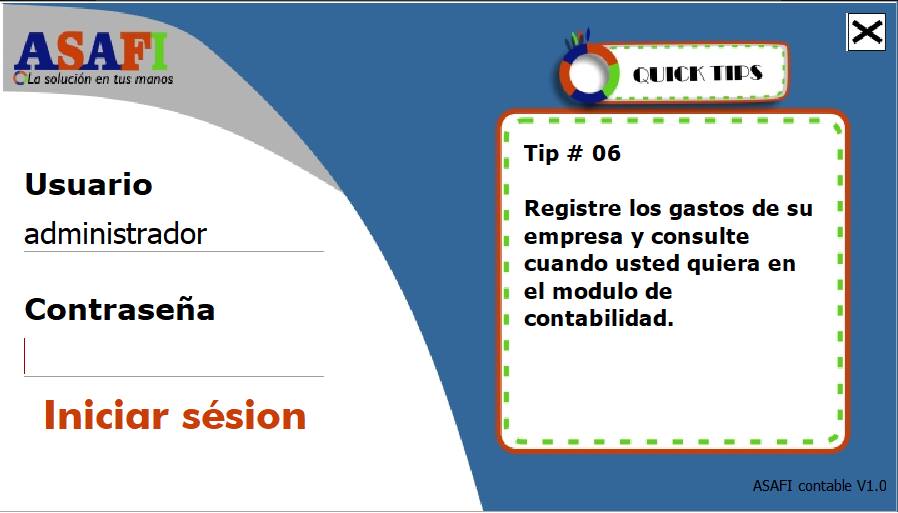 ASAFI
La solución en tus manos
Usuario
administrador
Contraseña
Iniciar sésion
QUICK TIPS
Tip # 06
Registre los gastos de su
empresa y consulte
cuando usted quiera en
el modulo de
contabilidad.
ASAFI contable V1.0